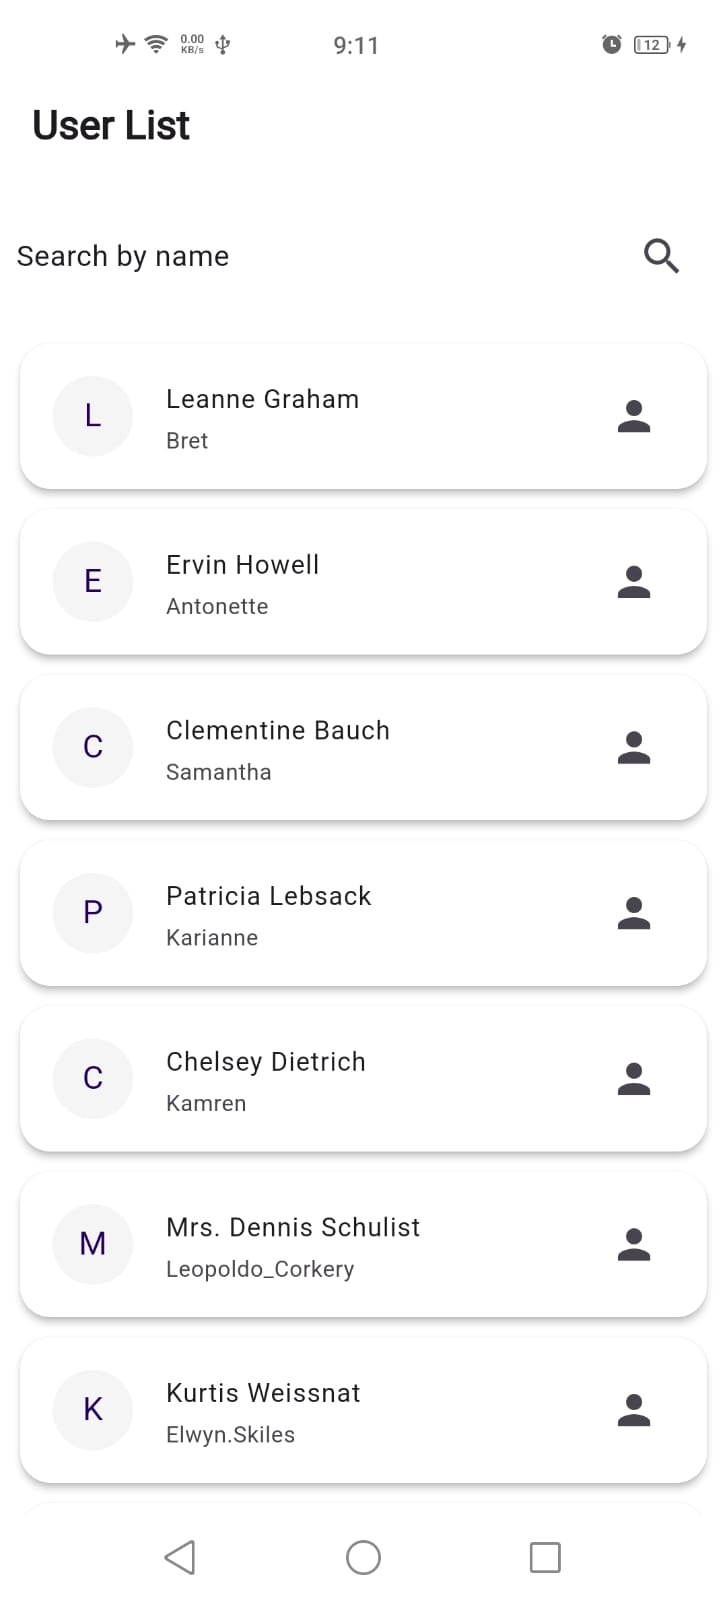 0.00
KB/s
9:11
12
User List
Search by name
L
Leanne Graham
Bret
E
Ervin Howell
Antonette
C
Clementine Bauch
Samantha
P
Patricia Lebsack
Karianne
C
Chelsey Dietrich
Kamren
M
Mrs. Dennis Schulist
Leopoldo_Corkery
K
Kurtis Weissnat
Elwyn.Skiles